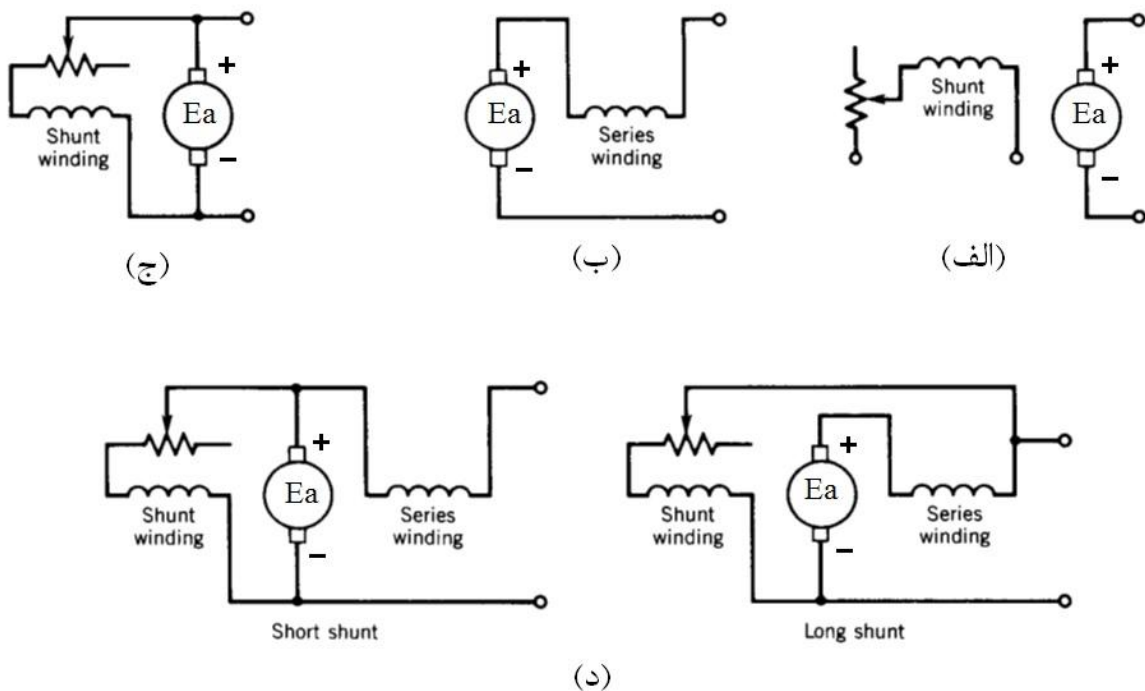 +
Ea
−
Shunt
winding
(ج)
+
Ea
−
Series
winding
(ب)
Shunt
winding
+
Ea
−
(الف)
Shunt
winding
+
Ea
−
Series
winding
Short shunt
Shunt
winding
+
Ea
−
Series
winding
Long shunt
(د)